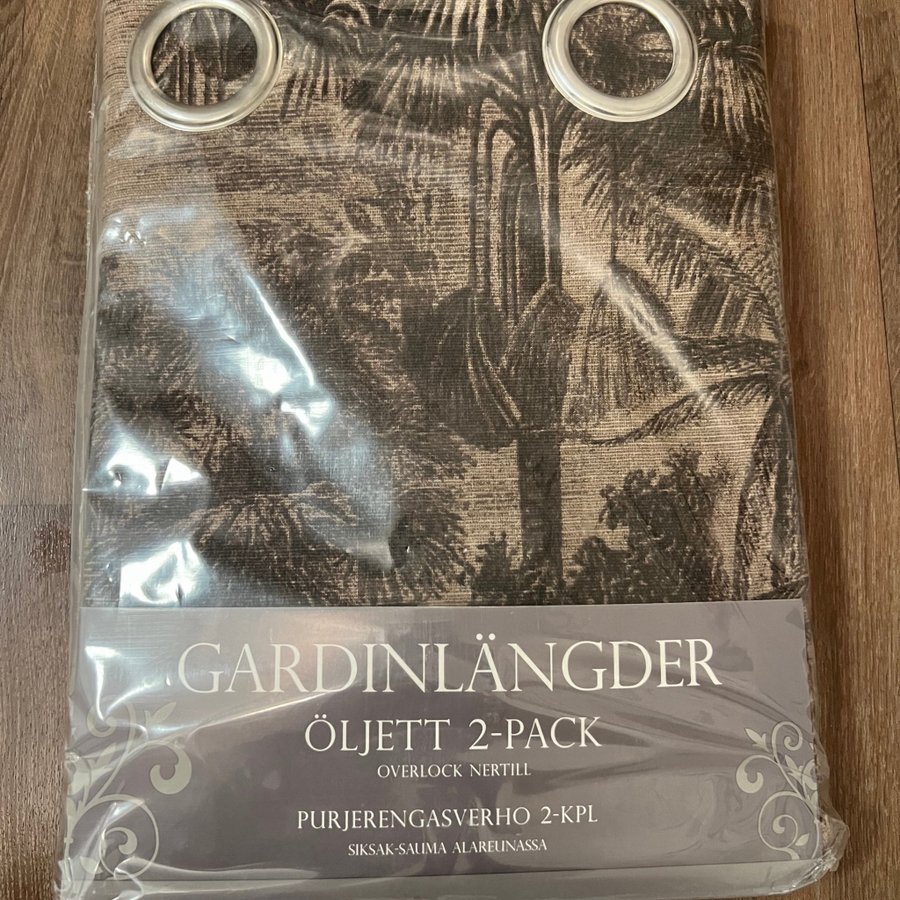 GARDINLÄNGDER
ÖLJETT 2-PACK
OVERLOCK NERTILL
PURJERENGASVERHO 2-KPL
SIKSAK-SAUMA ALAREUNASSA